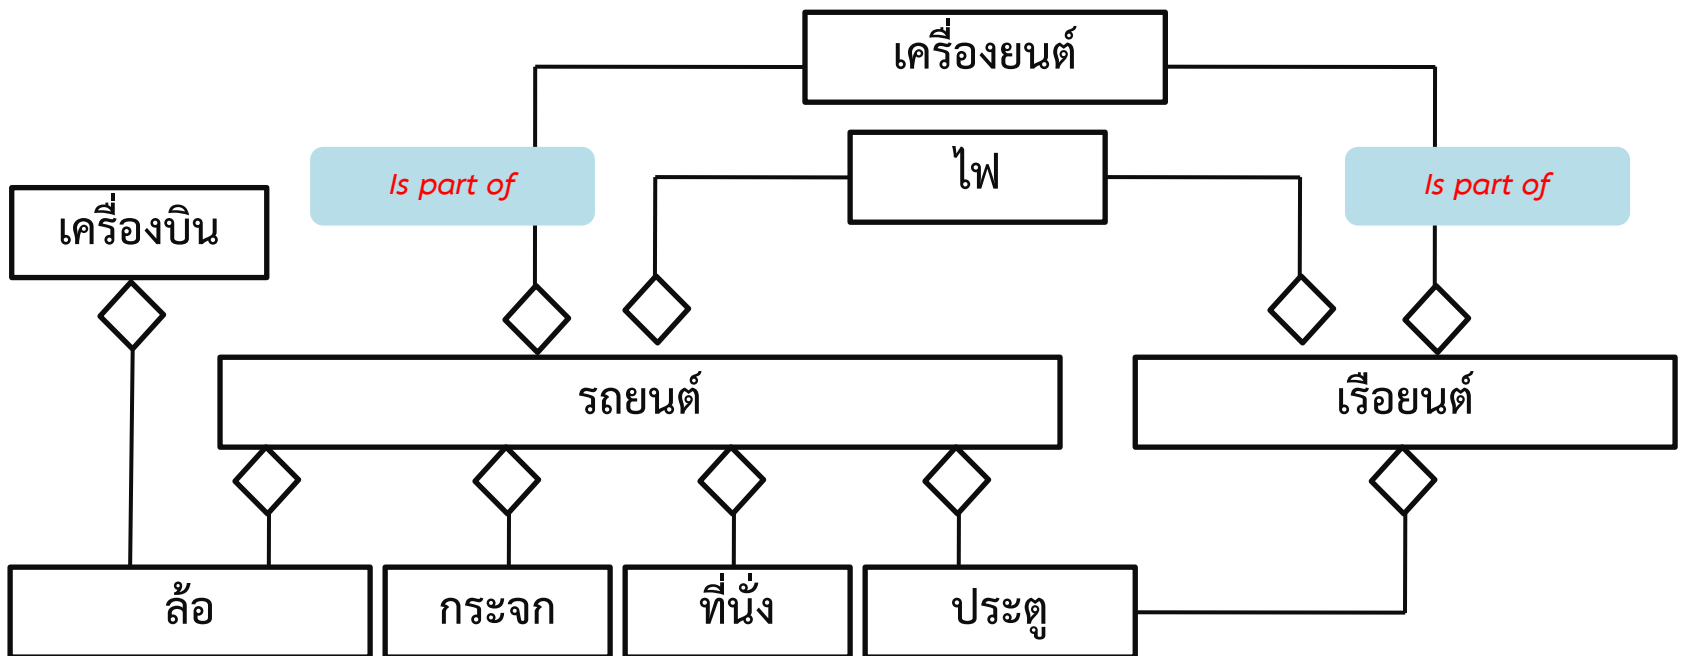 เครื่องยนต์
ไฟ
Is part of
Is part of
เครื่องบิน
รถยนต์
เรือยนต์
ล้อ
กระจก
ที่นั่ง
ประตู